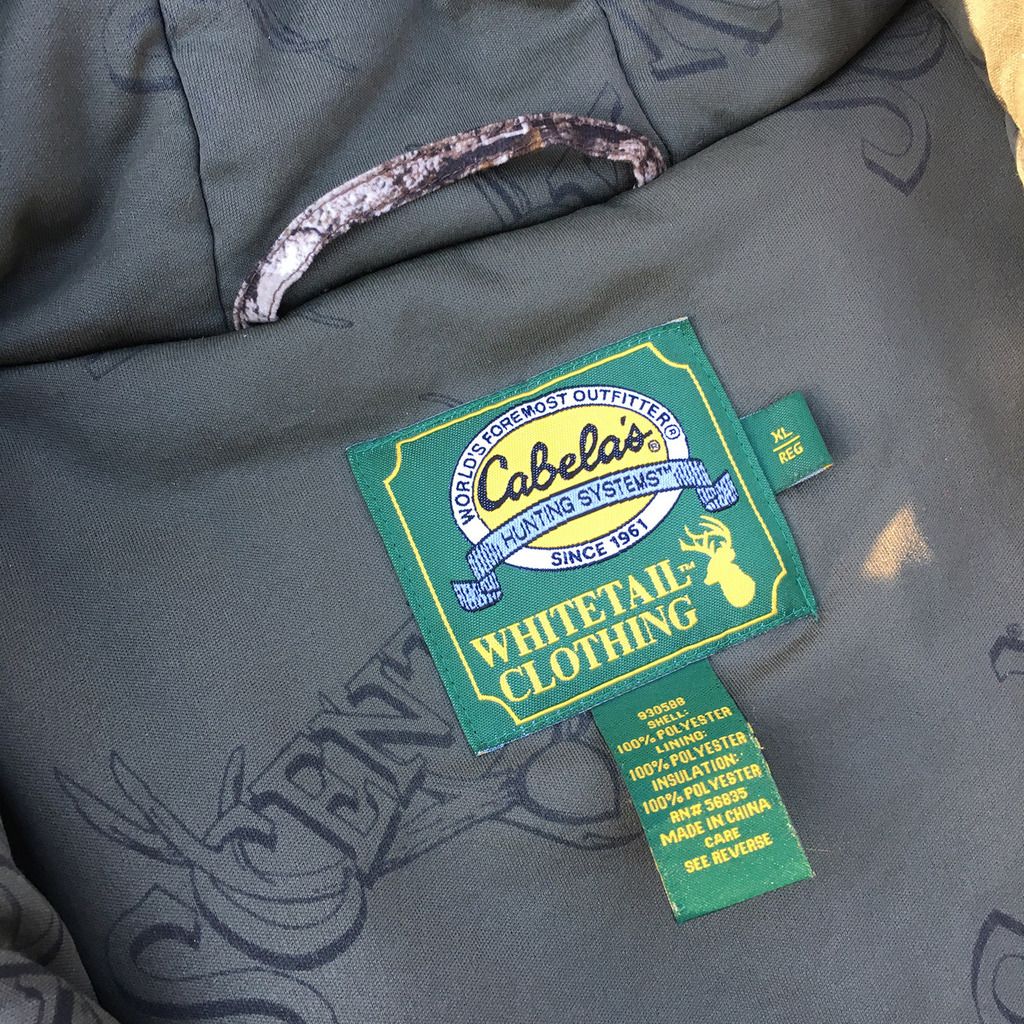 WORLD'S FOREMOST OUTFITTER®
Cabela's®
HUNTING SYSTEMS™
SINCE 1961
WHITETAIL™
CLOTHING
XL
REG
930588
SHELL:
100% POLYESTER
LINING:
100% POLYESTER
INSULATION:
100% POLYESTER
RN# 56835
MADE IN CHINA
CARE
SEE REVERSE